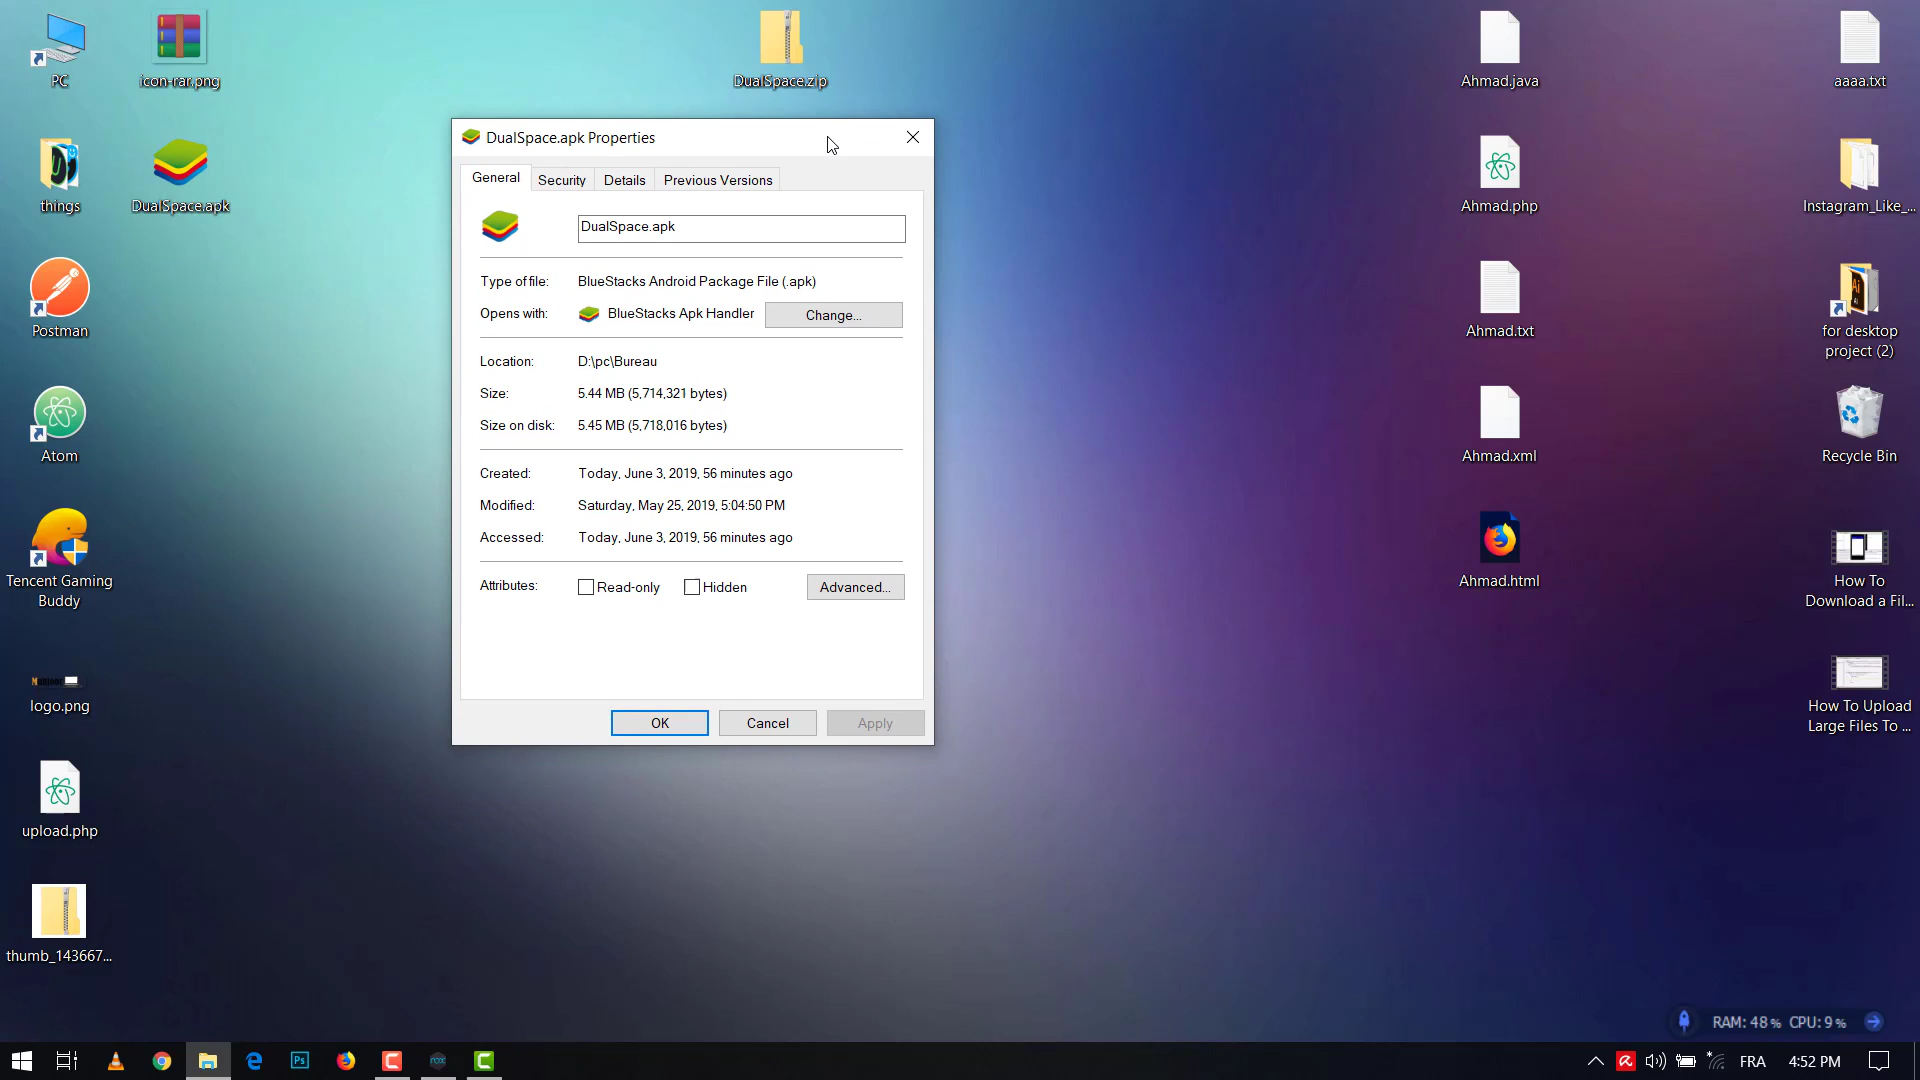 PC
icon-rar.png
DualSpace.zip
Ahmad.java
aaaa.txt
things
DualSpace.apk
Ahmad.php
Instagram_Like_...
Postman
Ahmad.txt
for desktop
project (2)
Atom
Ahmad.xml
Recycle Bin
Tencent Gaming
Buddy
Ahmad.html
How To
Download a Fil...
logo.png
How To Upload
Large Files To ...
upload.php
thumb_143667...
DualSpace.apk Properties
General
Security
Details
Previous Versions
DualSpace.apk
Type of file: BlueStacks Android Package File (.apk)
Opens with: BlueStacks Apk Handler Change...
Location: D:\pc\Bureau
Size: 5.44 MB (5,714,321 bytes)
Size on disk: 5.45 MB (5,718,016 bytes)
Created: Today, June 3, 2019, 56 minutes ago
Modified: Saturday, May 25, 2019, 5:04:50 PM
Accessed: Today, June 3, 2019, 56 minutes ago
Attributes: Read-only Hidden Advanced...
OK Cancel Apply
RAM: 48% CPU: 9%
Ps
nox
FRA
4:52 PM